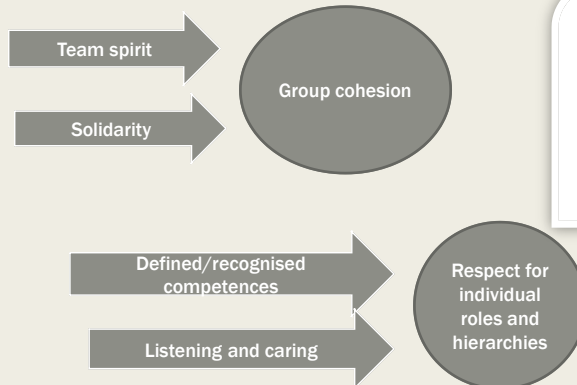 Team spirit
Group cohesion
Solidarity
Defined/recognised
competences
Respect for
individual
roles and
hierarchies
Listening and caring